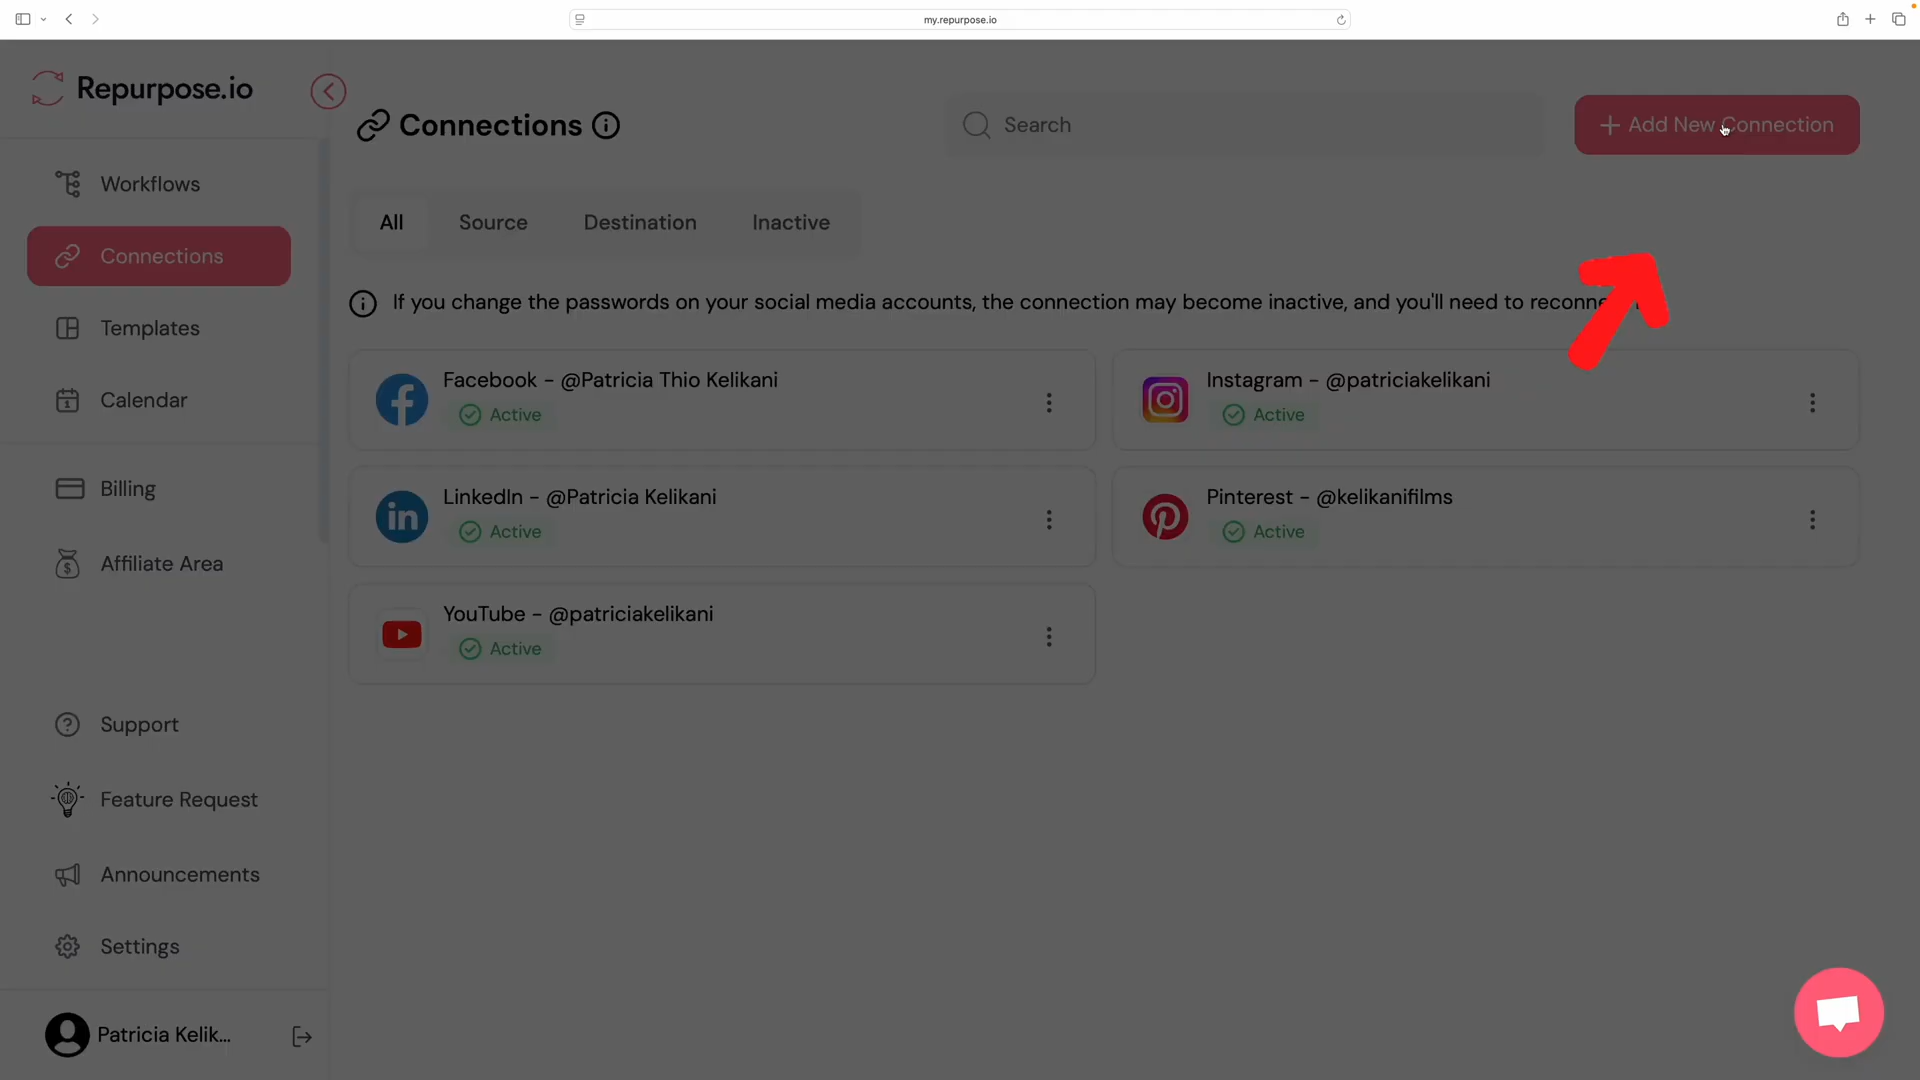 my.repurpose.io
Repurpose.io
Connections
Search
+ Add New Connection
Workflows
Connections
Templates
Calendar
Billing
Affiliate Area
Support
Feature Request
Announcements
Settings
Patricia Kelik...
All
Source
Destination
Inactive
If you change the passwords on your social media accounts, the connection may become inactive, and you'll need to
Facebook - @Patricia Thio Kelikani
Active
Instagram - @patriciakelikani
Active
LinkedIn - @Patricia Kelikani
Active
Pinterest - @kelikanifilms
Active
YouTube - @patriciakelikani
Active